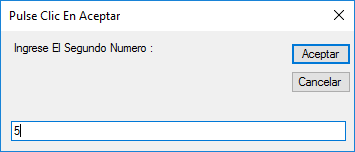 Pulse Clic En Aceptar
Ingrese El Segundo Numero :
Aceptar
Cancelar
5